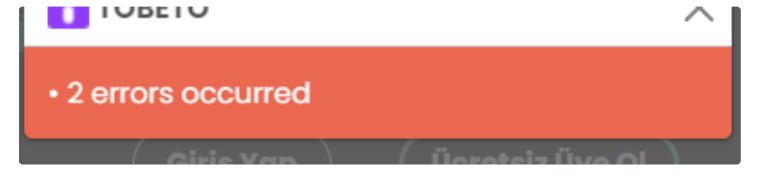 TOBETO
• 2 errors occurred
Giriş Yap
Ücretsiz Üye Ol